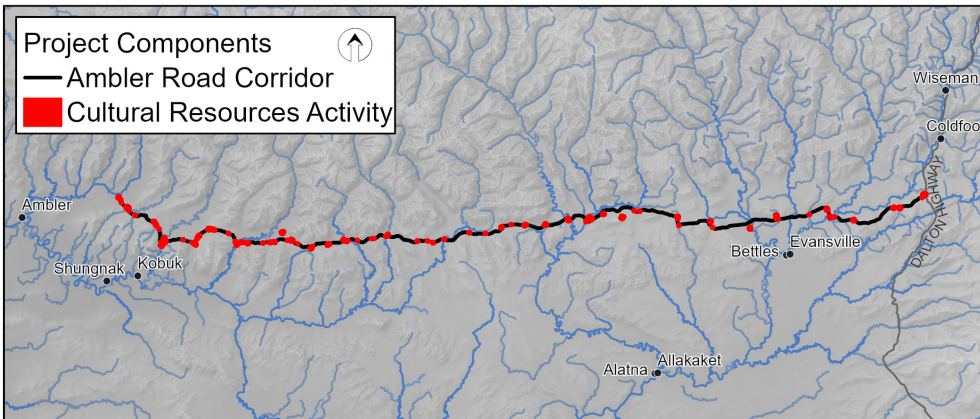 Project Components
Ambler Road Corridor
Cultural Resources Activity
Wiseman
Coldfoo
DALTON HIGHWAY
Ambler
Evansville
Bettles
Kobuk
Shungnak
Allakaket
Alatna